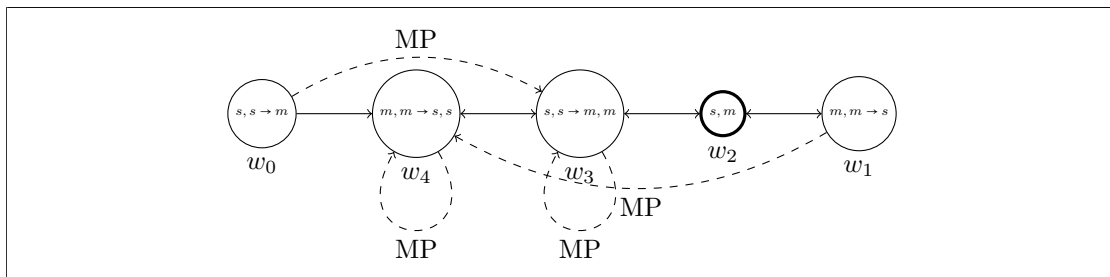 MP
s, s → m
m, m → s, s
s, s → m, m
s, m
m, m → s
w₀
w₄
w₃
w₂
w₁
MP
MP
MP